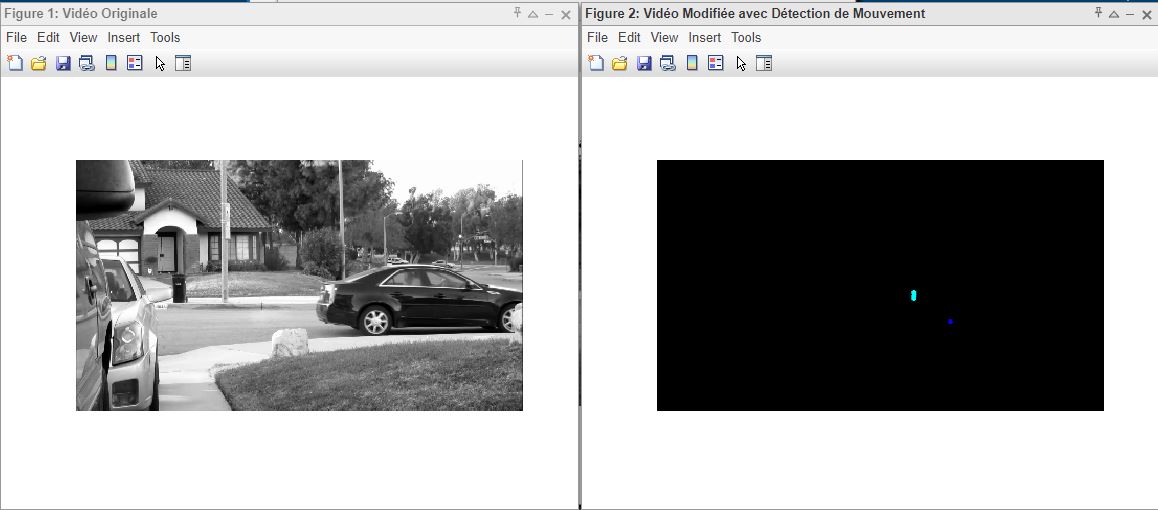 Figure 1: Vidéo Originale
File Edit View Insert Tools
Figure 2: Vidéo Modifiée avec Détection de Mouvement
File Edit View Insert Tools